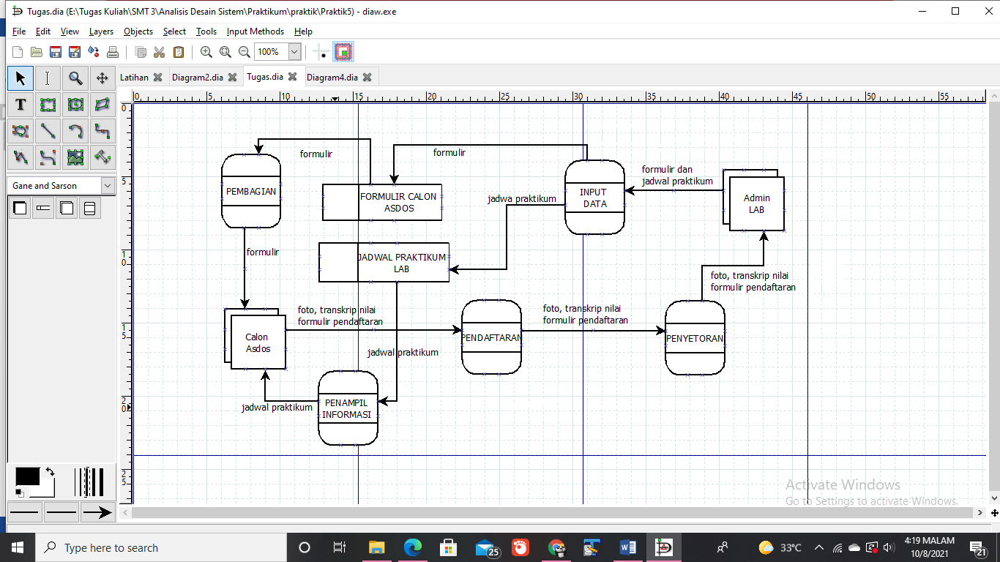 Tugas.dia (E:\Tugas Kuliah\SMT 3\Analisis Desain Sistem\Praktikum\praktik\Praktik5) - diaw.exe
File Edit View Layers Objects Select Tools Input Methods Help
100%
Latihan Diagram2.dia Tugas.dia Diagram4.dia
0 5 10 15 20 25 30 35 40 45 50 55
0
5
10
15
20
25
Gane and Sarson
formulir
formulir
PEMBAGIAN
FORMULIR CALON
ASDOS
jadwa praktikum
INPUT
DATA
formulir dan
jadwal praktikum
Admin
LAB
formulir
JADWAL PRAKTIKUM
LAB
foto, transkrip nilai
formulir pendaftaran
foto, transkrip nilai
formulir pendaftaran
foto, transkrip nilai
formulir pendaftaran
Calon
Asdos
PENDAFTARAN
PENYETORAN
jadwal praktikum
jadwal praktikum
PENAMPIL
INFORMASI
Activate Windows
Go to Settings to activate Windows.
Type here to search
25
33°C
4:19 MALAM
10/8/2021
21